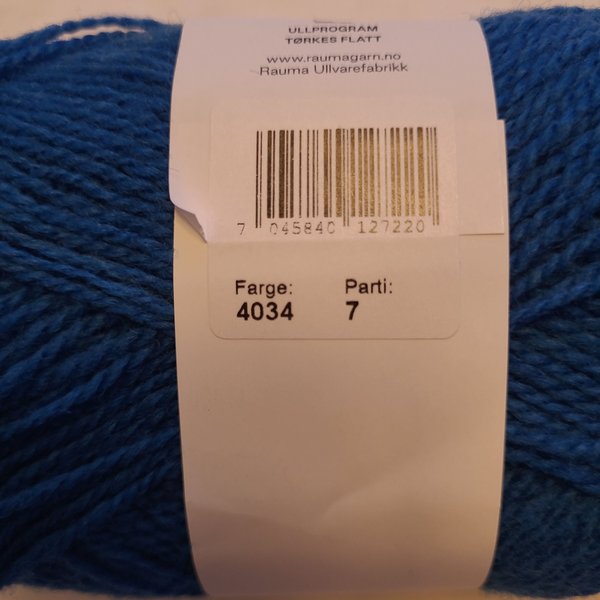 ULLPROGRAM
TØRKES FLATT
www.raumagarn.no
Rauma Ullvarefabrikk
7 045840 127220
Farge: Parti:
4034 7